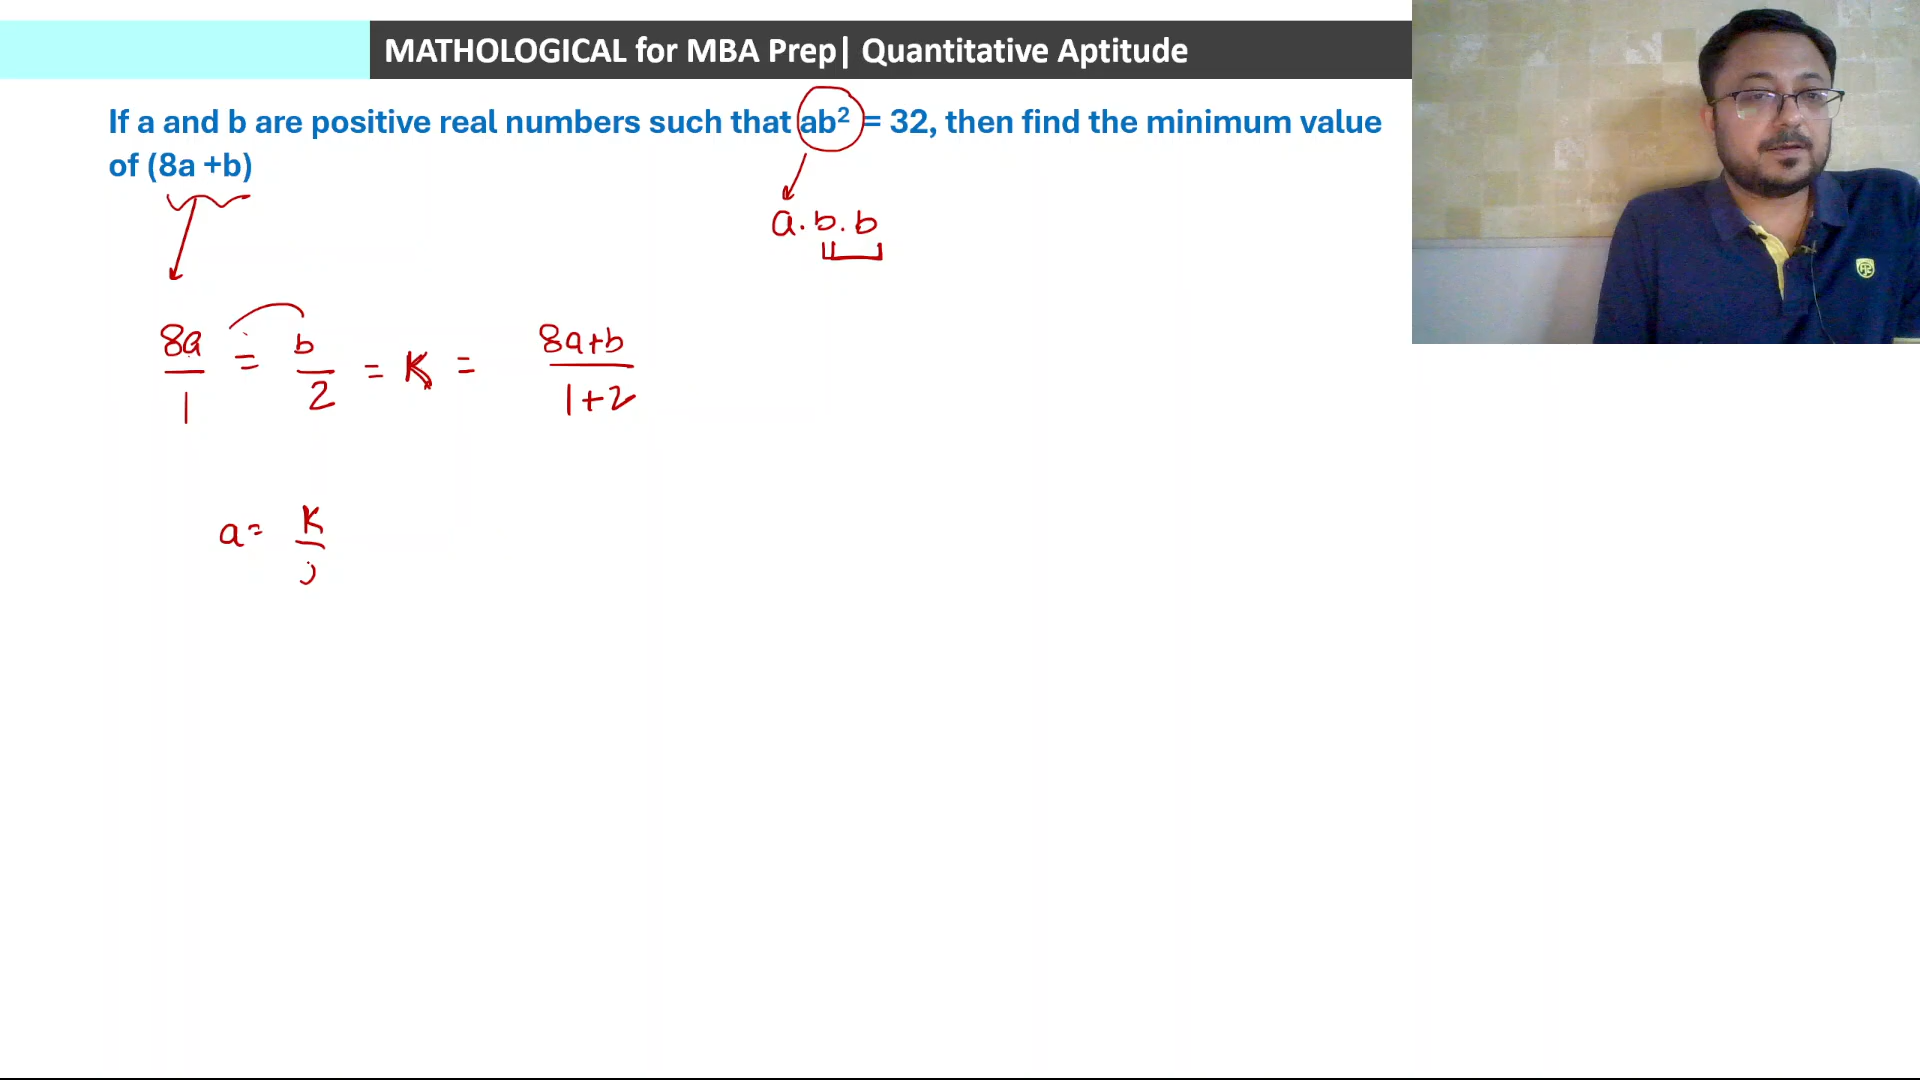 MATHOLOGICAL for MBA Prep| Quantitative Aptitude
If a and b are positive real numbers such that ab² = 32, then find the minimum value
of (8a +b)
a.b.b
8a/1 = b/2 = K = 8a+b/1+2
a= K/